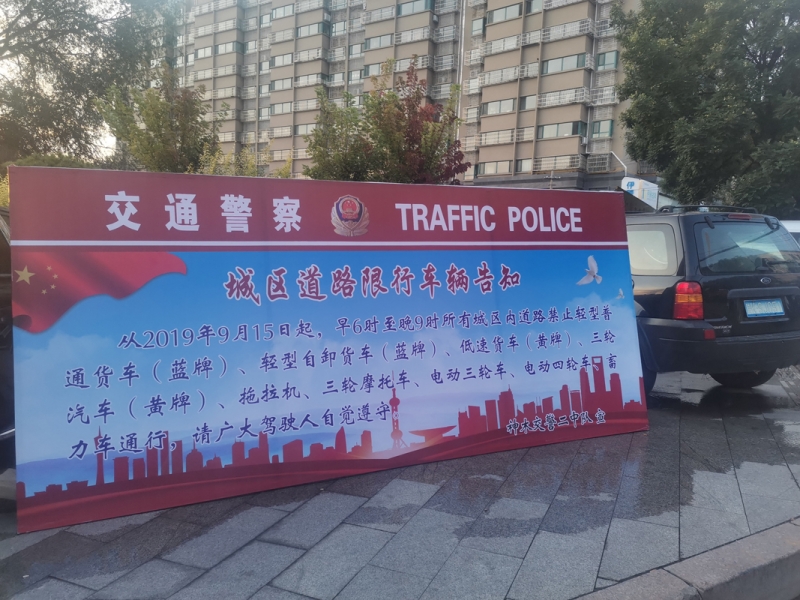 交通警察 TRAFFIC POLICE
城区道路限行车辆告知
从2019年9月15日起，早6时至晚9时所有城区内道路禁止轻型普
通货车（蓝牌）、轻型自卸货车（蓝牌）、低速货车（黄牌）、三轮
汽车（黄牌）、拖拉机、三轮摩托车、电动三轮车、电动四轮车、畜
力车通行，请广大驾驶人自觉遵守。
神木交警二中队宣